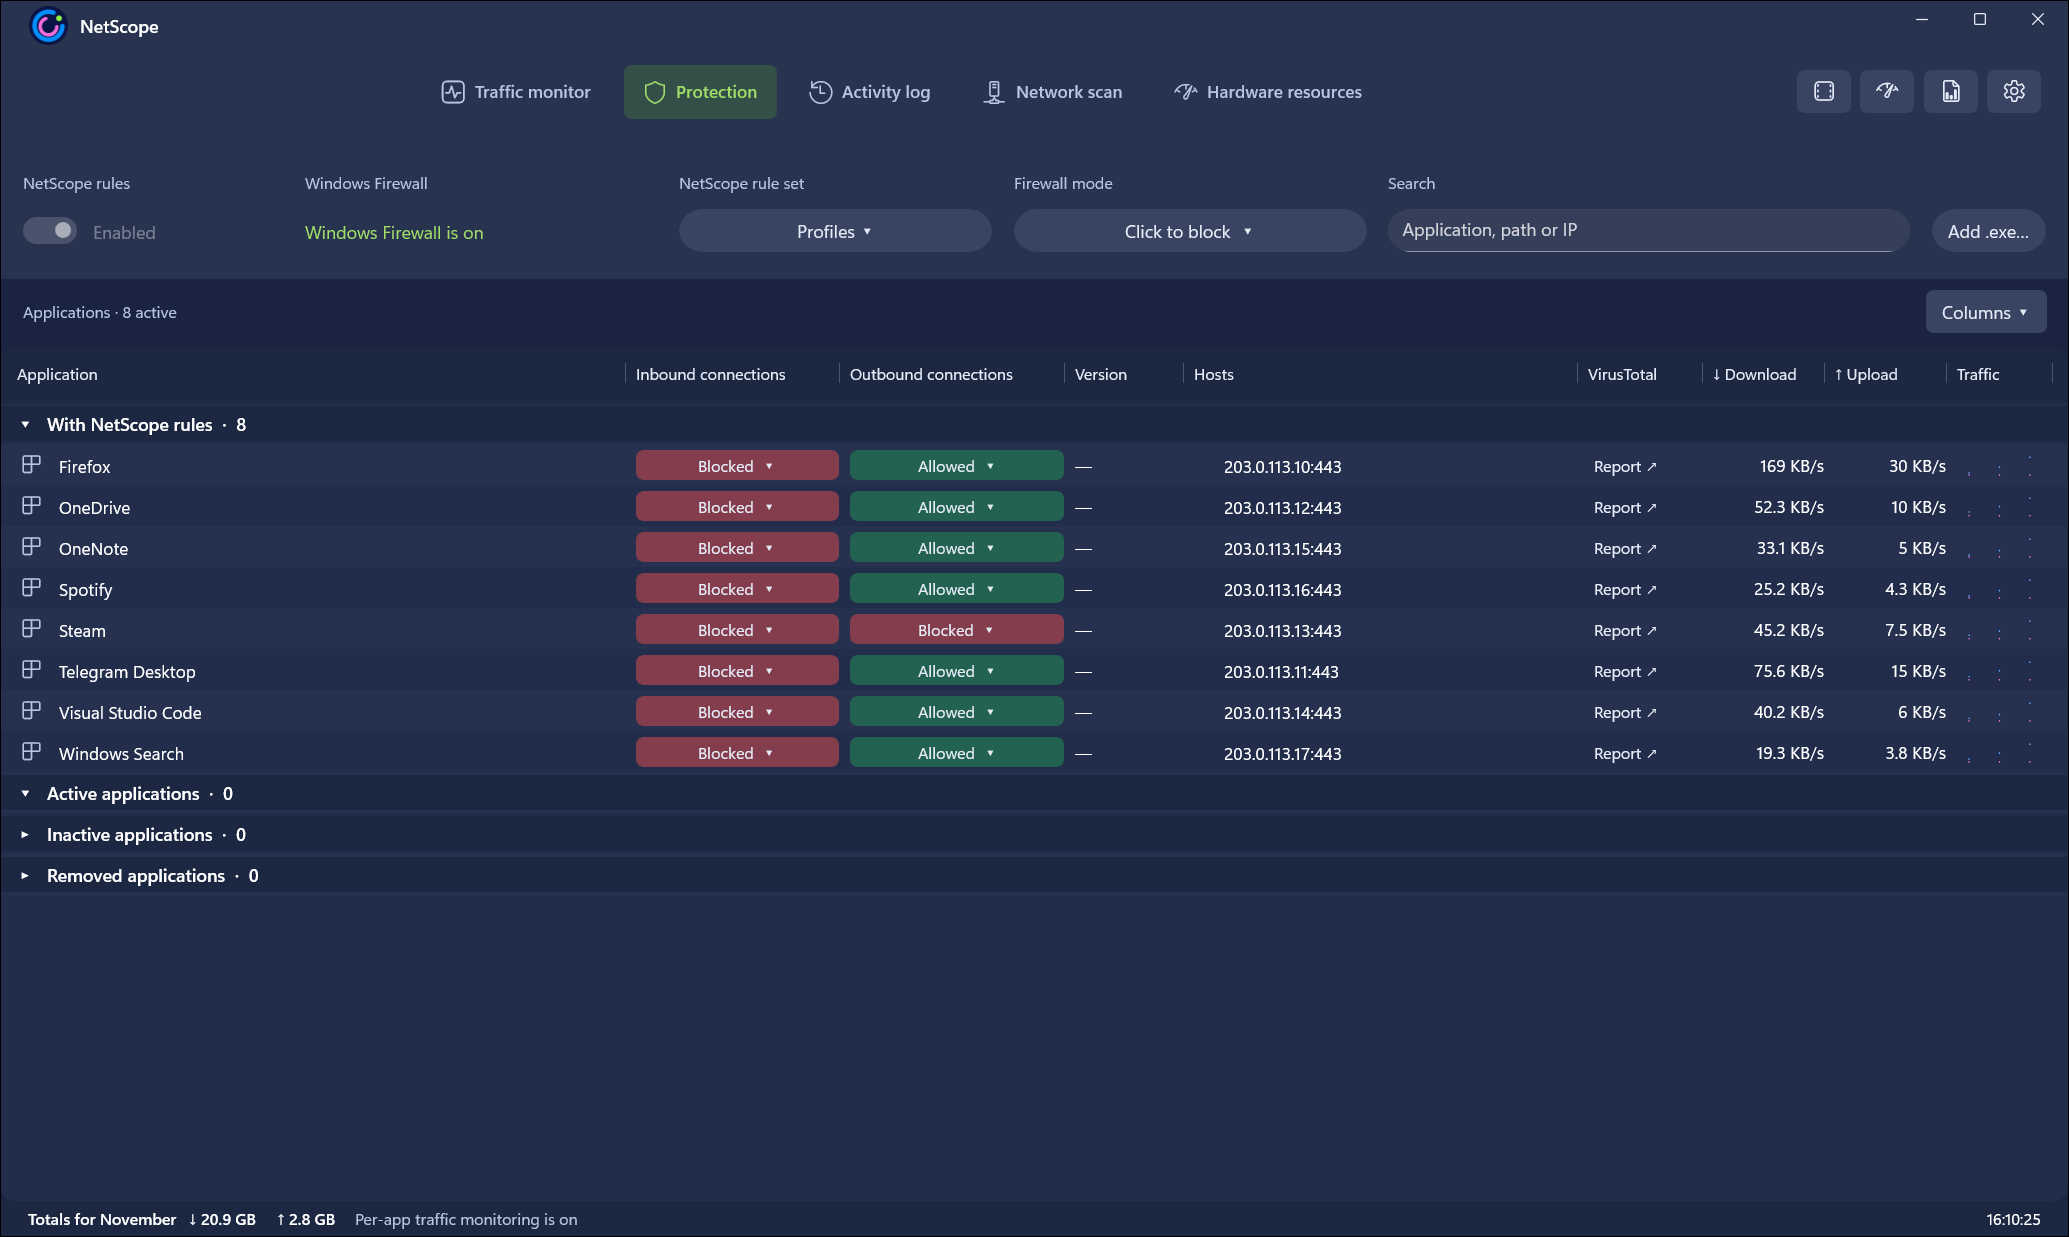 NetScope
Traffic monitor
Protection
Activity log
Network scan
Hardware resources
NetScope rules
Windows Firewall
NetScope rule set
Firewall mode
Search
Enabled
Windows Firewall is on
Profiles ▾
Click to block ▾
Application, path or IP
Add .exe...
Applications · 8 active
Columns ▾
Application Inbound connections Outbound connections Version Hosts VirusTotal ↓ Download ↑ Upload Traffic
▾ With NetScope rules · 8
Firefox Blocked ▾ Allowed ▾ — 203.0.113.10:443 Report ↗ 169 KB/s 30 KB/s
OneDrive Blocked ▾ Allowed ▾ — 203.0.113.12:443 Report ↗ 52.3 KB/s 10 KB/s
OneNote Blocked ▾ Allowed ▾ — 203.0.113.15:443 Report ↗ 33.1 KB/s 5 KB/s
Spotify Blocked ▾ Allowed ▾ — 203.0.113.16:443 Report ↗ 25.2 KB/s 4.3 KB/s
Steam Blocked ▾ Blocked ▾ — 203.0.113.13:443 Report ↗ 45.2 KB/s 7.5 KB/s
Telegram Desktop Blocked ▾ Allowed ▾ — 203.0.113.11:443 Report ↗ 75.6 KB/s 15 KB/s
Visual Studio Code Blocked ▾ Allowed ▾ — 203.0.113.14:443 Report ↗ 40.2 KB/s 6 KB/s
Windows Search Blocked ▾ Allowed ▾ — 203.0.113.17:443 Report ↗ 19.3 KB/s 3.8 KB/s
▾ Active applications · 0
▸ Inactive applications · 0
▸ Removed applications · 0
Totals for November ↓ 20.9 GB ↑ 2.8 GB Per-app traffic monitoring is on 16:10:25